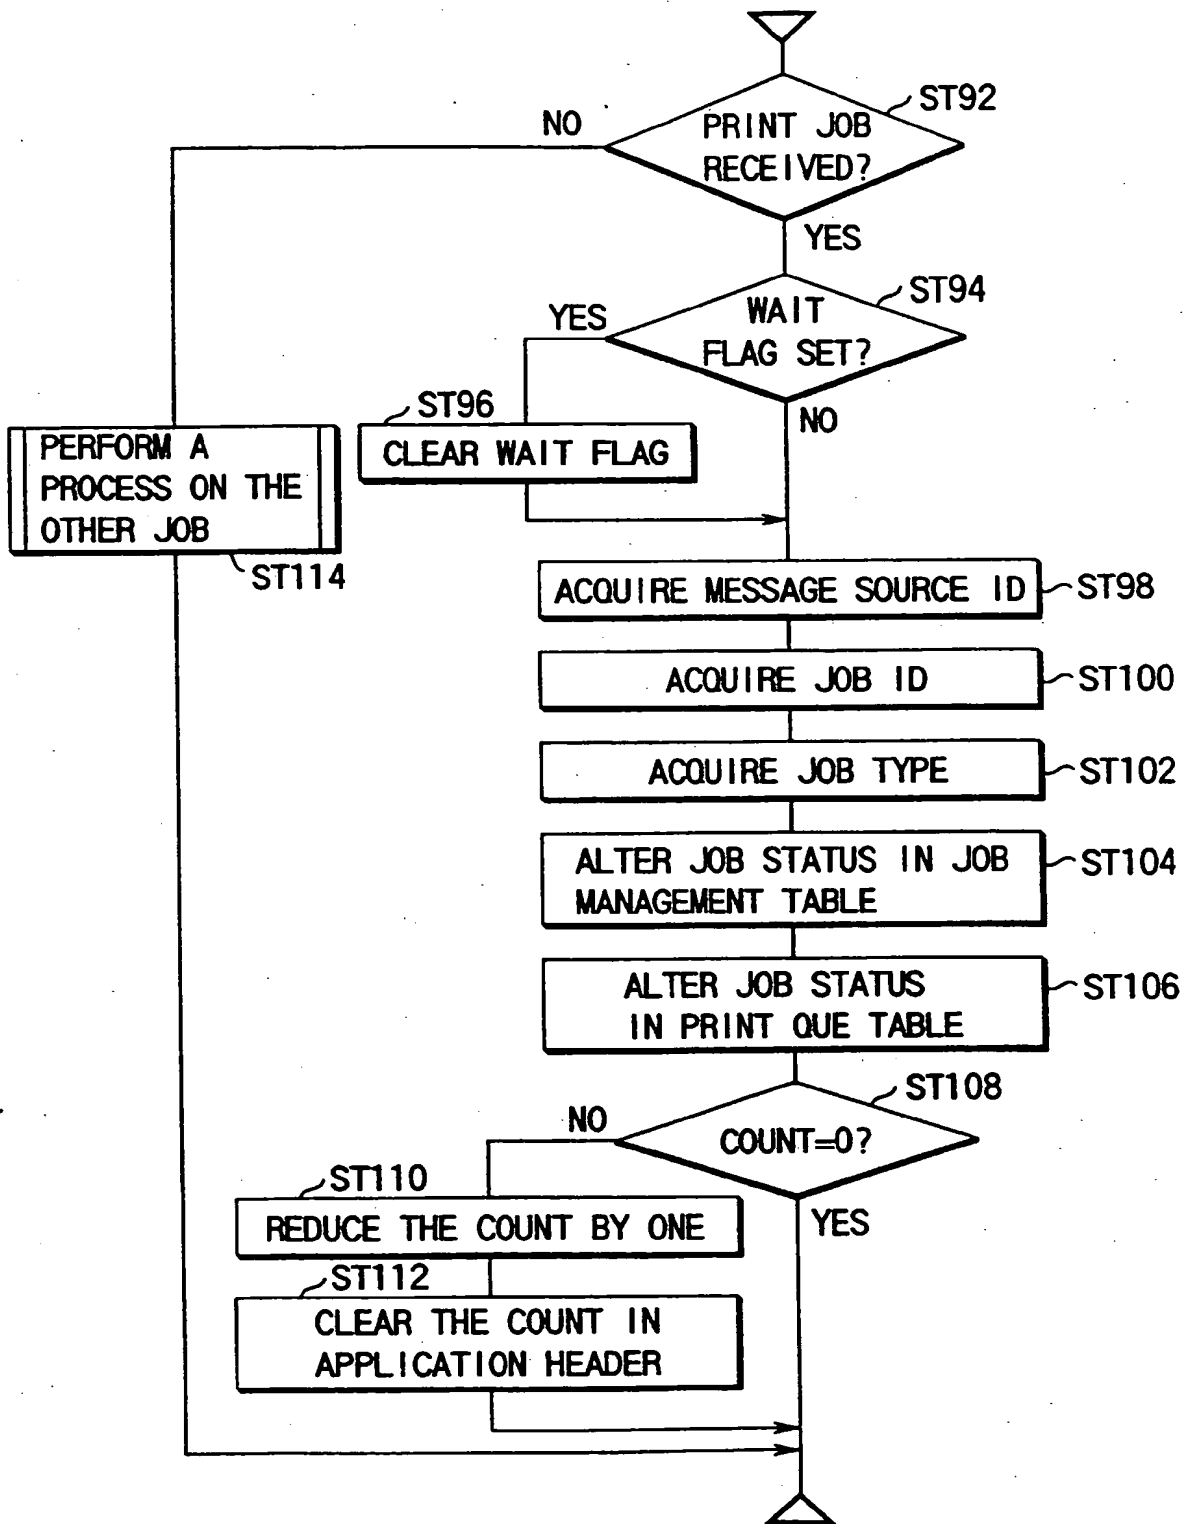 ST92
NO
PRINT JOB
RECEIVED?
YES
ST94
YES
WAIT
FLAG SET?
ST96
NO
CLEAR WAIT FLAG
PERFORM A
PROCESS ON THE
OTHER JOB
ST114
ACQUIRE MESSAGE SOURCE ID
ST98
ACQUIRE JOB ID
ST100
ACQUIRE JOB TYPE
ST102
ALTER JOB STATUS IN JOB
MANAGEMENT TABLE
ST104
ALTER JOB STATUS
IN PRINT QUE TABLE
ST106
ST108
NO
COUNT=0?
ST110
YES
REDUCE THE COUNT BY ONE
ST112
CLEAR THE COUNT IN
APPLICATION HEADER